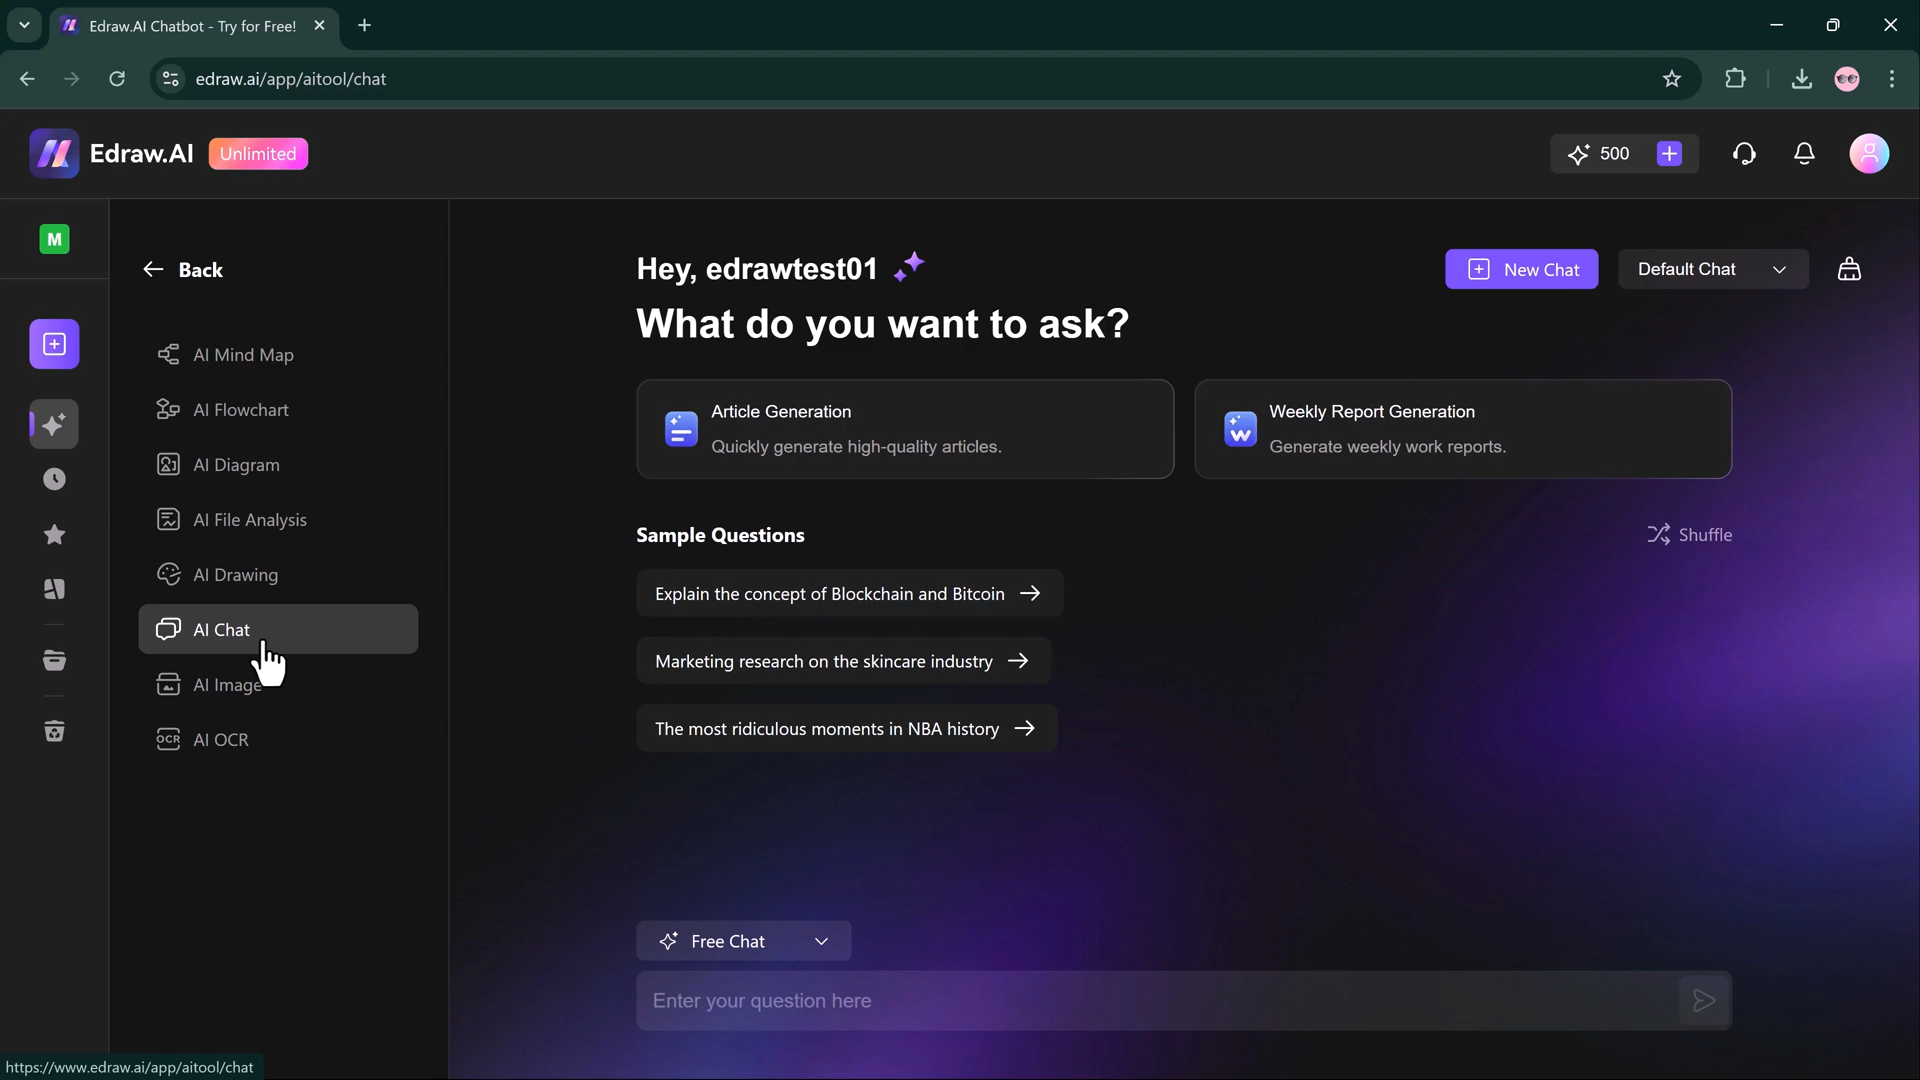 Edraw.AI Chatbot - Try for Free!
edraw.ai/app/aitool/chat
Edraw.AI
Unlimited
500
M
Back
AI Mind Map
AI Flowchart
AI Diagram
AI File Analysis
AI Drawing
AI Chat
AI Image
OCR AI OCR
Hey, edrawtest01
New Chat
Default Chat
What do you want to ask?
Article Generation
Quickly generate high-quality articles.
W
Weekly Report Generation
Generate weekly work reports.
Sample Questions
Shuffle
Explain the concept of Blockchain and Bitcoin
Marketing research on the skincare industry
The most ridiculous moments in NBA history
Free Chat
Enter your question here
https://www.edraw.ai/app/aitool/chat